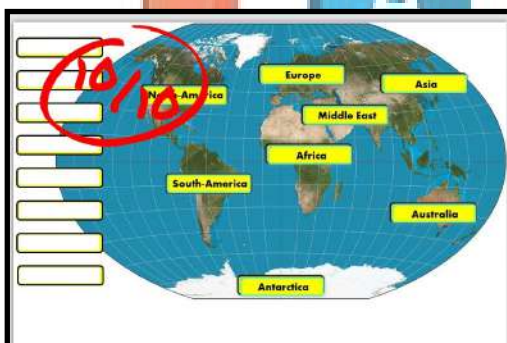 10/10
Europe
Asia
North-America
Middle East
Africa
South-America
Australia
Antarctica